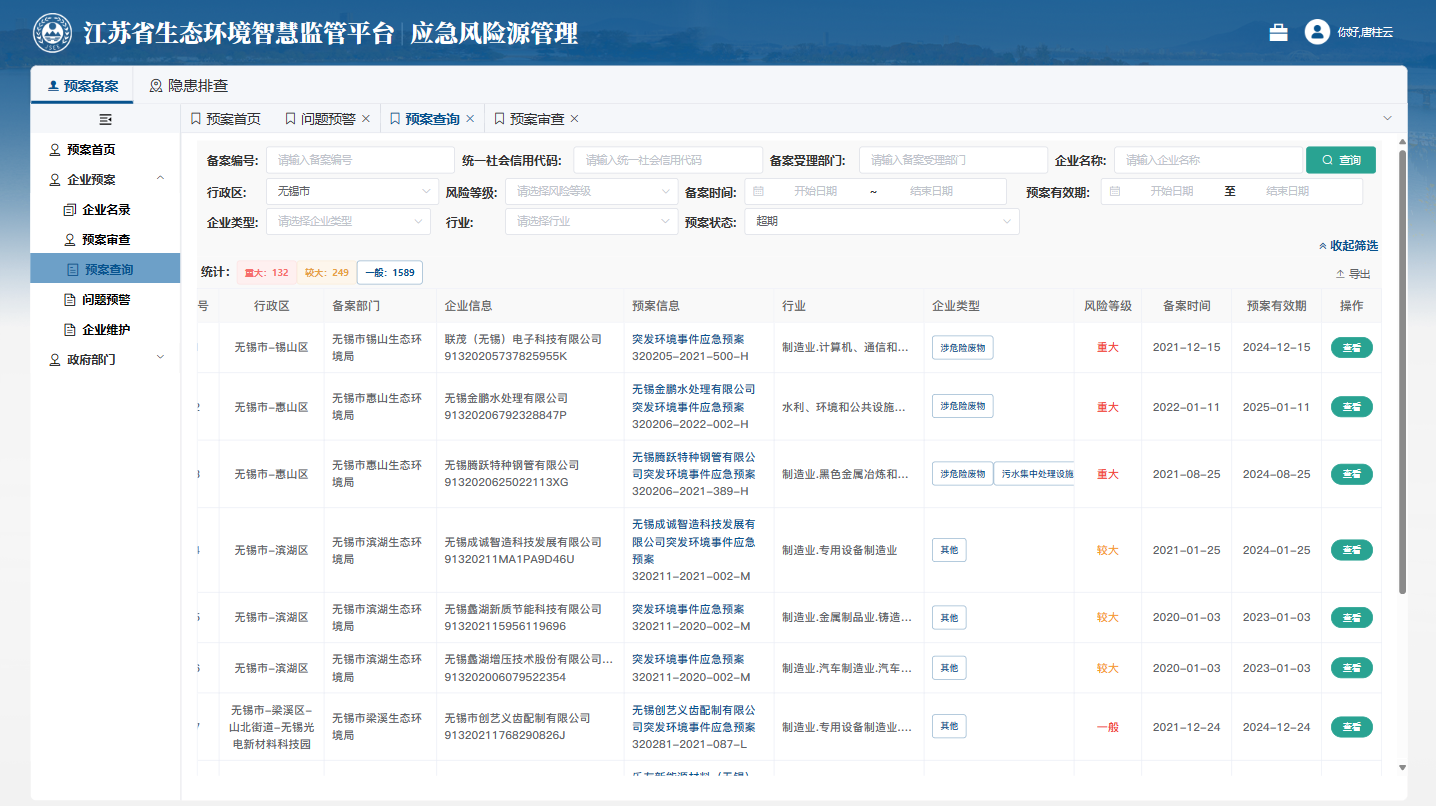 江苏省生态环境智慧监管平台 应急风险源管理
你好,唐柱云
预案备案 隐患排查
预案首页 问题预警 预案查询 预案审查
预案首页
企业预案
企业名录
预案审查
预案查询
问题预警
企业维护
政府部门
备案编号: 请输入备案编号 统一社会信用代码: 请输入统一社会信用代码 备案受理部门: 请输入备案受理部门 企业名称: 请输入企业名称 查询
行政区: 无锡市 风险等级: 请选择风险等级 备案时间: 开始日期 ~ 结束日期 预案有效期: 开始日期 至 结束日期
企业类型: 请选择企业类型 行业: 请选择行业 预案状态: 超期
收起筛选
统计: 重大: 132 较大: 249 一般: 1589
导出
号 行政区 备案部门 企业信息 预案信息 行业 企业类型 风险等级 备案时间 预案有效期 操作
无锡市-锡山区
无锡市锡山生态环
境局
联茂（无锡）电子科技有限公司
91320205737825955K
突发环境事件应急预案
320205-2021-500-H
制造业.计算机、通信和...
涉危险废物
重大
2021-12-15
2024-12-15
查看
2
无锡市-惠山区
无锡市惠山生态环
境局
无锡金鹏水处理有限公司
91320206792328847P
无锡金鹏水处理有限公司
突发环境事件应急预案
320206-2022-002-H
水利、环境和公共设施...
涉危险废物
重大
2022-01-11
2025-01-11
查看
3
无锡市-惠山区
无锡市惠山生态环
境局
无锡腾跃特种钢管有限公司
9132020625022113XG
无锡腾跃特种钢管有限公
司突发环境事件应急预案
320206-2021-389-H
制造业.黑色金属冶炼和...
涉危险废物 污水集中处理设施
重大
2021-08-25
2024-08-25
查看
4
无锡市-滨湖区
无锡市滨湖生态环
境局
无锡成诚智造科技发展有限公司
91320211MA1PA9D46U
无锡成诚智造科技发展有
限公司突发环境事件应急
预案
320211-2021-002-M
制造业.专用设备制造业
其他
较大
2021-01-25
2024-01-25
查看
5
无锡市-滨湖区
无锡市滨湖生态环
境局
无锡蠡湖新质节能科技有限公司
913202115956119696
突发环境事件应急预案
320211-2020-002-M
制造业.金属制品业.铸造...
其他
较大
2020-01-03
2023-01-03
查看
6
无锡市-滨湖区
无锡市滨湖生态环
境局
无锡蠡湖增压技术股份有限公司...
913202006079522354
突发环境事件应急预案
320211-2020-002-M
制造业.汽车制造业.汽车...
其他
较大
2020-01-03
2023-01-03
查看
7
无锡市-梁溪区-
山北街道-无锡光
电新材料科技园
无锡市梁溪生态环
境局
无锡市创艺义齿配制有限公司
91320211768290826J
无锡创艺义齿配制有限公
司突发环境事件应急预案
320281-2021-087-L
制造业.专用设备制造业....
其他
一般
2021-12-24
2024-12-24
查看